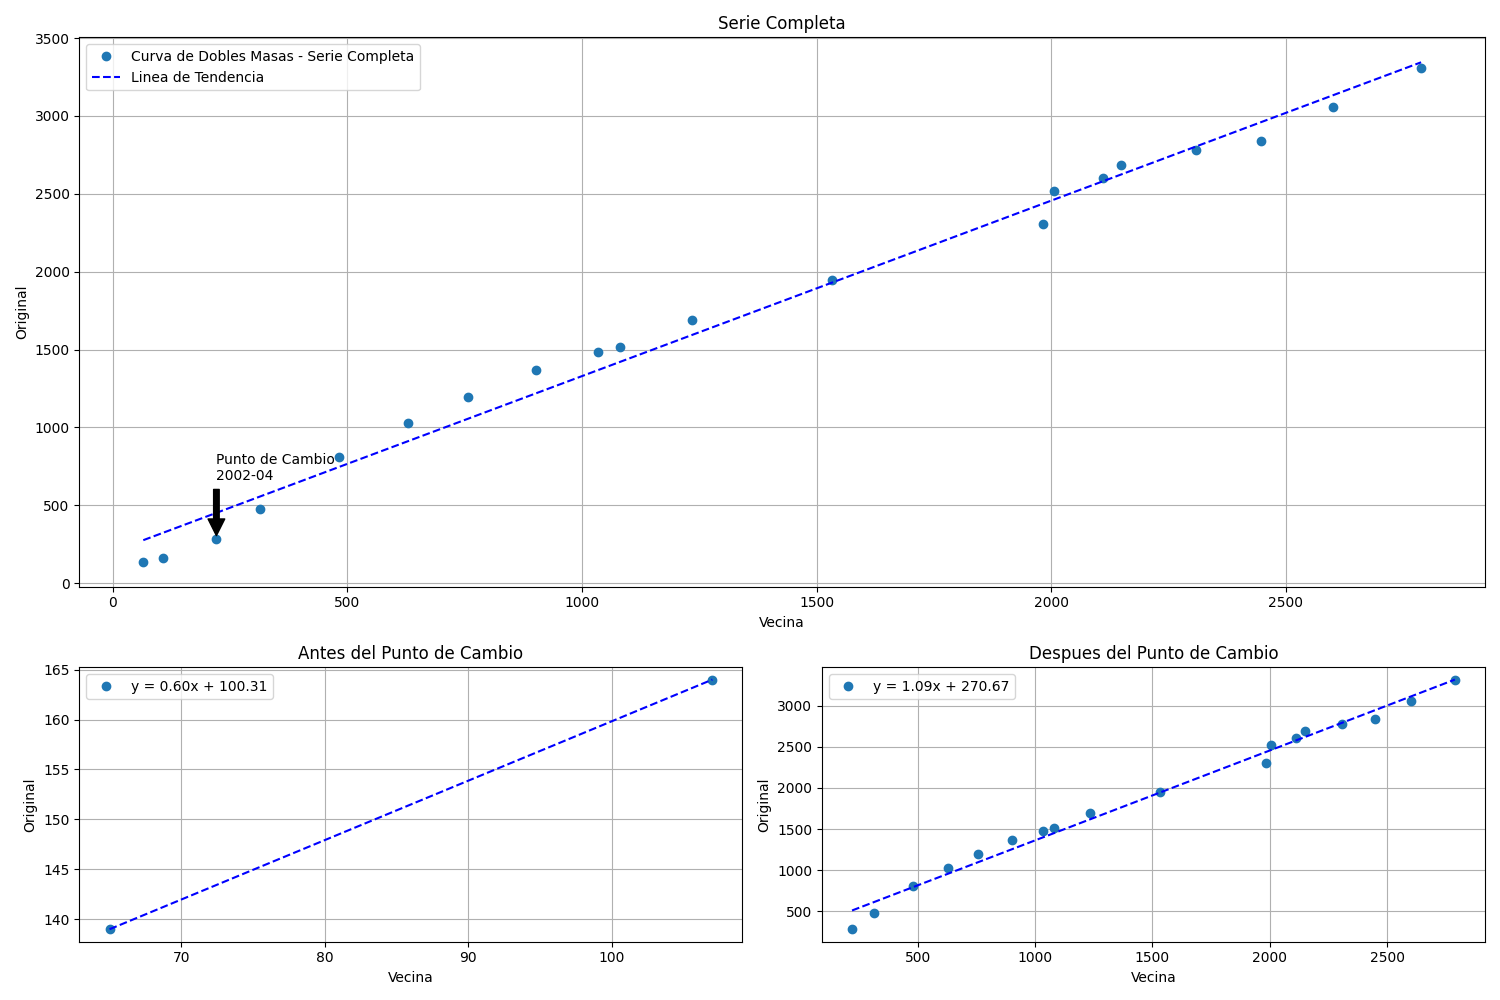 Serie Completa
Curva de Dobles Masas - Serie Completa
Linea de Tendencia
3500
3000
2500
2000
1500
1000
500
0
Original
Punto de Cambio
2002-04
0 500 1000 1500 2000 2500
Vecina
Antes del Punto de Cambio
y = 0.60x + 100.31
165
160
155
150
145
140
Original
70 80 90 100
Vecina
Despues del Punto de Cambio
y = 1.09x + 270.67
3000
2500
2000
1500
1000
500
Original
500 1000 1500 2000 2500
Vecina